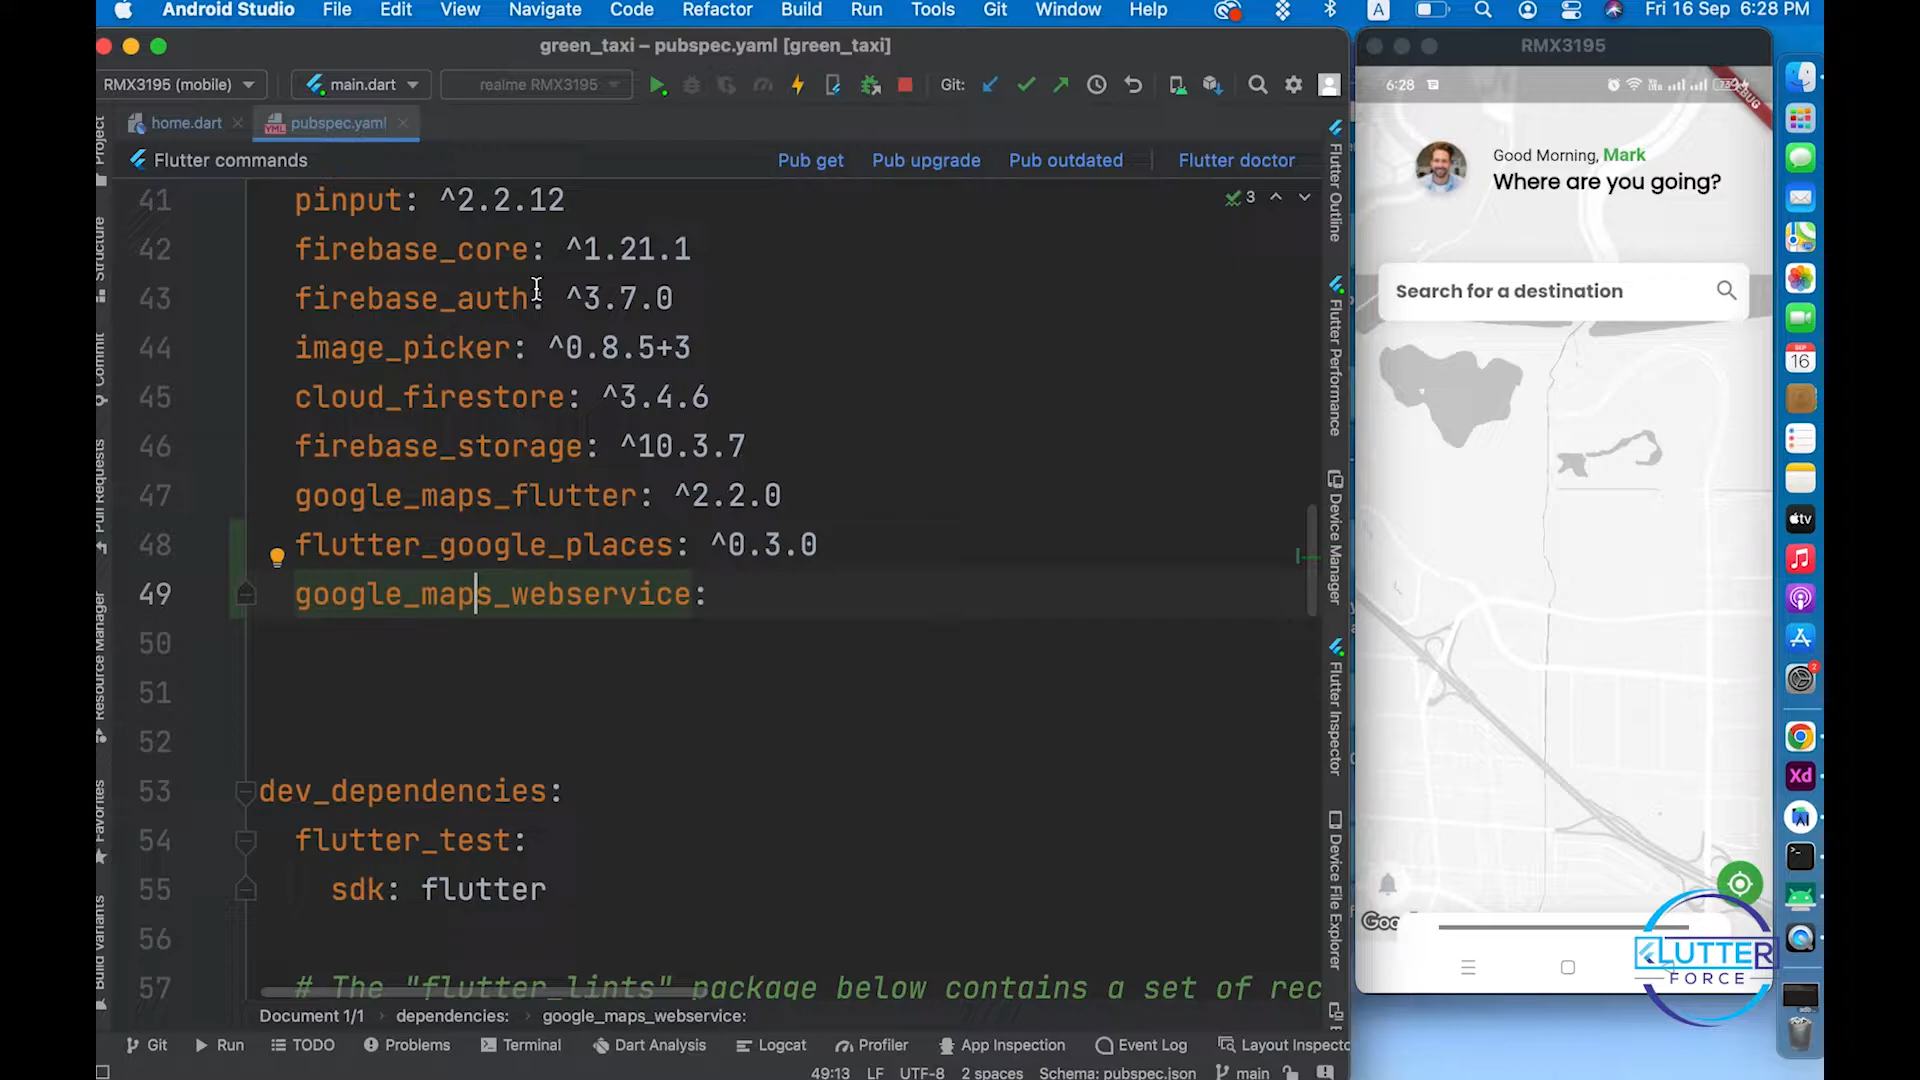 Android Studio File Edit View Navigate Code Refactor Build Run Tools Git Window Help A Fri 16 Sep 6:28 PM
green_taxi – pubspec.yaml [green_taxi]
RMX3195
RMX3195 (mobile) main.dart realme RMX3195 Git:
home.dart pubspec.yaml
Flutter commands Pub get Pub upgrade Pub outdated Flutter doctor
41 pinput: ^2.2.12
3
42 firebase_core: ^1.21.1
43 firebase_auth: ^3.7.0
44 image_picker: ^0.8.5+3
45 cloud_firestore: ^3.4.6
46 firebase_storage: ^10.3.7
47 google_maps_flutter: ^2.2.0
48 flutter_google_places: ^0.3.0
49 google_maps_webservice:
50
51
52
53 dev_dependencies:
54 flutter_test:
55 sdk: flutter
56
57 # The "flutter_lints" package below contains a set of rec
Document 1/1 dependencies: google_maps_webservice:
Git Run TODO Problems Terminal Dart Analysis Logcat Profiler App Inspection Event Log Layout Inspecto
49:13 LF UTF-8 2 spaces Schema: pubspec.json main
Project
Structure
Commit
Pull Requests
Resource Manager
Favorites
Build Variants
Flutter Outline
Flutter Performance
Device Manager
Flutter Inspector
Device File Explorer
6:28
Good Morning, Mark
Where are you going?
Search for a destination
Goo
FLUTTER
FORCE
SEP
16
tv
2
Xd